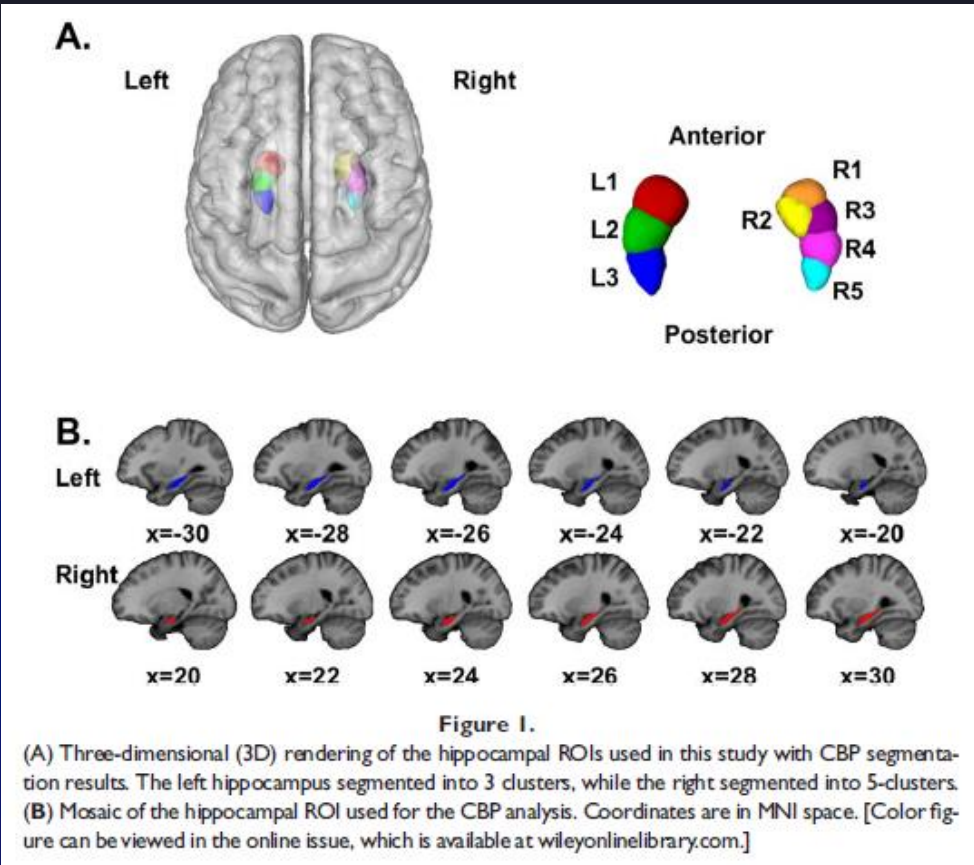 A.
Left
Right
Anterior
L1
R1
L2
R2
R3
L3
R4
R5
Posterior
B.
Left
x=-30 x=-28 x=-26 x=-24 x=-22 x=-20
Right
x=20 x=22 x=24 x=26 x=28 x=30
Figure 1.
(A) Three-dimensional (3D) rendering of the hippocampal ROIs used in this study with CBP segmenta-
tion results. The left hippocampus segmented into 3 clusters, while the right segmented into 5-clusters.
(B) Mosaic of the hippocampal ROI used for the CBP analysis. Coordinates are in MNI space. [Color fig-
ure can be viewed in the online issue, which is available at wileyonlinelibrary.com.]